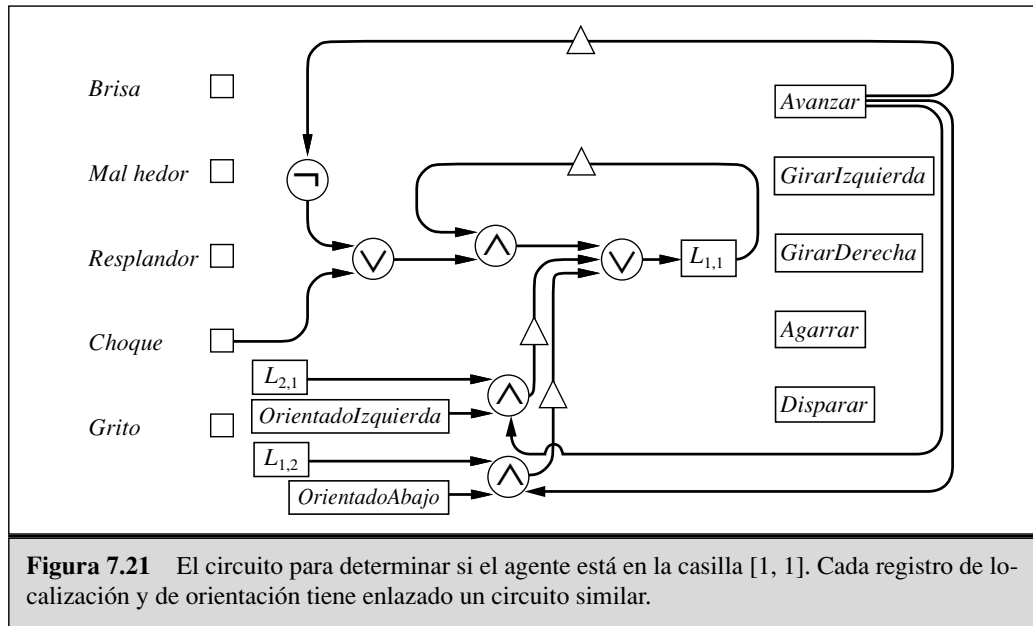 Brisa
Mal hedor
Resplandor
Choque
Grito
¬
∨
∧
∨
L1,1
L2,1
OrientadoIzquierda
∧
L1,2
OrientadoAbajo
∧
Avanzar
GirarIzquierda
GirarDerecha
Agarrar
Disparar
Figura 7.21 El circuito para determinar si el agente está en la casilla [1, 1]. Cada registro de lo-
calización y de orientación tiene enlazado un circuito similar.